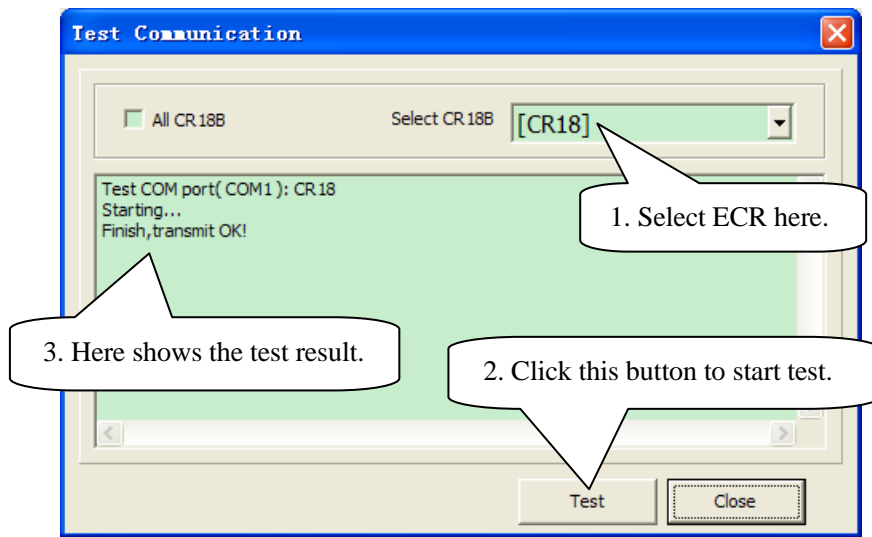 Test Communication
All CR18B
Select CR18B
[CR18]
Test COM port( COM1 ): CR18
Starting...
Finish,transmit OK!
1. Select ECR here.
3. Here shows the test result.
2. Click this button to start test.
Test
Close